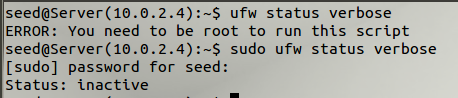 seed@Server(10.0.2.4):~$ ufw status verbose
ERROR: You need to be root to run this script
seed@Server(10.0.2.4):~$ sudo ufw status verbose
[sudo] password for seed:
Status: inactive